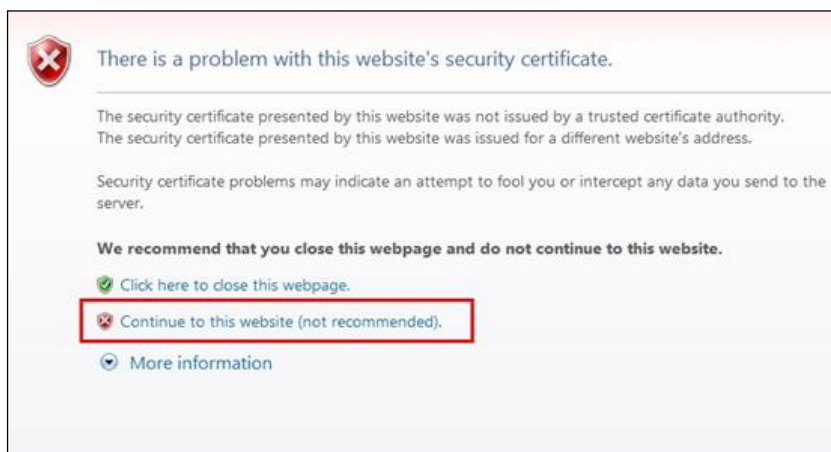 There is a problem with this website's security certificate.
The security certificate presented by this website was not issued by a trusted certificate authority.
The security certificate presented by this website was issued for a different website's address.
Security certificate problems may indicate an attempt to fool you or intercept any data you send to the
server.
We recommend that you close this webpage and do not continue to this website.
Click here to close this webpage.
Continue to this website (not recommended).
More information